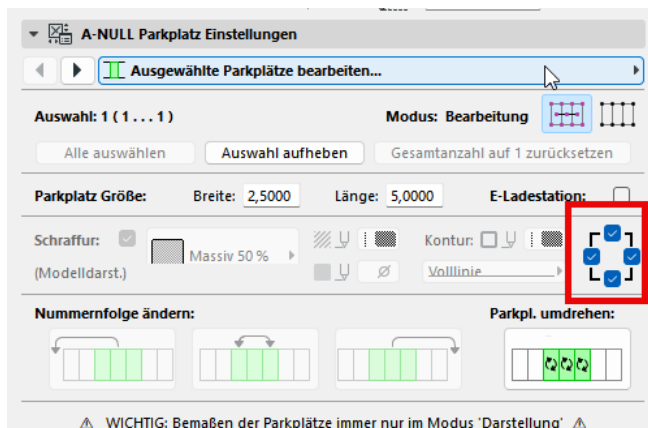 A-NULL Parkplatz Einstellungen
Ausgewählte Parkplätze bearbeiten...
Auswahl: 1 ( 1 . . . 1 ) Modus: Bearbeitung
Alle auswählen Auswahl aufheben Gesamtanzahl auf 1 zurücksetzen
Parkplatz Größe: Breite: 2,5000 Länge: 5,0000 E-Ladestation:
Schraffur: Massiv 50 % Kontur:
(Modelldarst.) Volllinie
Nummernfolge ändern: Parkpl. umdrehen:
⚠ WICHTIG: Bemaßen der Parkplätze immer nur im Modus 'Darstellung' ⚠